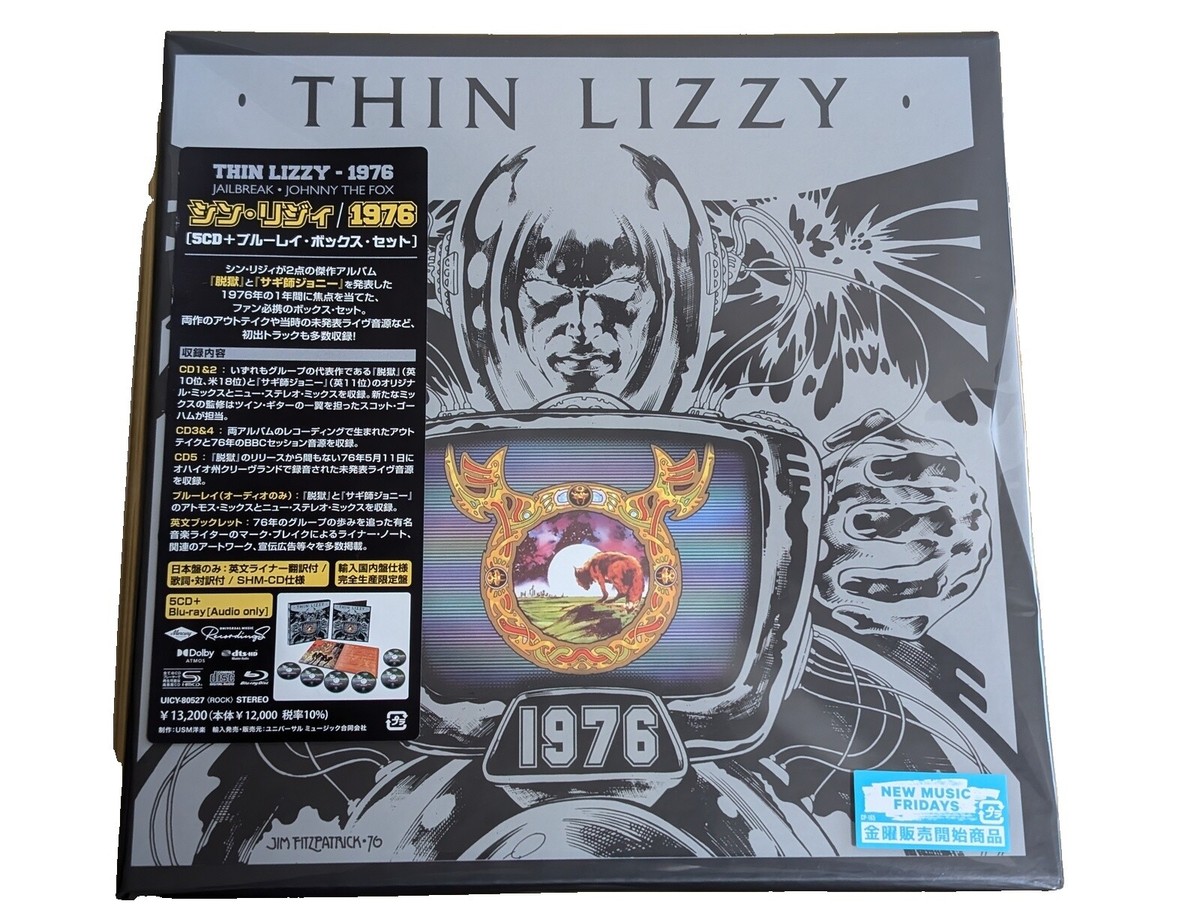 • THIN LIZZY •
THIN LIZZY - 1976
JAILBREAK • JOHNNY THE FOX
シン・リジィ / 1976
[5CD+ブルーレイ・ボックス・セット]
シン・リジィが2点の傑作アルバム
『脱獄』と『サギ師ジョニー』を発表した
1976年の1年間に焦点を当てた、
ファン必携のボックス・セット。
両作のアウトテイクや当時の未発表ライヴ音源など、
初出トラックも多数収録!
収録内容
CD1&2 : いずれもグループの代表作である『脱獄』(英
10位、米18位)と『サギ師ジョニー』(英11位)のオリジナ
ル・ミックスとニュー・ステレオ・ミックスを収録。新たなミッ
クスの監修はツイン・ギターの一翼を担ったスコット・ゴー
ハムが担当。
CD3&4 : 両アルバムのレコーディングで生まれたアウト
テイクと76年のBBCセッション音源を収録。
CD5 : 『脱獄』のリリースから間もない76年5月11日に
オハイオ州クリーヴランドで録音された未発表ライヴ音源
を収録。
ブルーレイ(オーディオのみ) : 『脱獄』と『サギ師ジョニー』
のアトモス・ミックスとニュー・ステレオ・ミックスを収録。
英文ブックレット : 76年のグループの歩みを追った有名
音楽ライターのマーク・ブレイクによるライナー・ノート、
関連のアートワーク、宣伝広告等々を多数掲載。
日本盤のみ : 英文ライナー翻訳付 /
歌詞・対訳付 / SHM-CD仕様
輸入国内盤仕様
完全生産限定盤
5CD+
Blu-ray[Audio only]
Mercury
UNIVERSAL MUSIC
Recordings
Dolby
ATMOS
dts-HD
SHM-CD
disc
Blu-ray Disc
THIN LIZZY
UICY-80527 (ROCK) STEREO
¥13,200(本体¥12,000 税率10%)
制作:USM洋楽 輸入発売・販売元:ユニバーサル ミュージック合同会社
プラ
1976
JIM FITZPATRICK • 76
NEW MUSIC
FRIDAYS
プラ
金曜販売開始商品